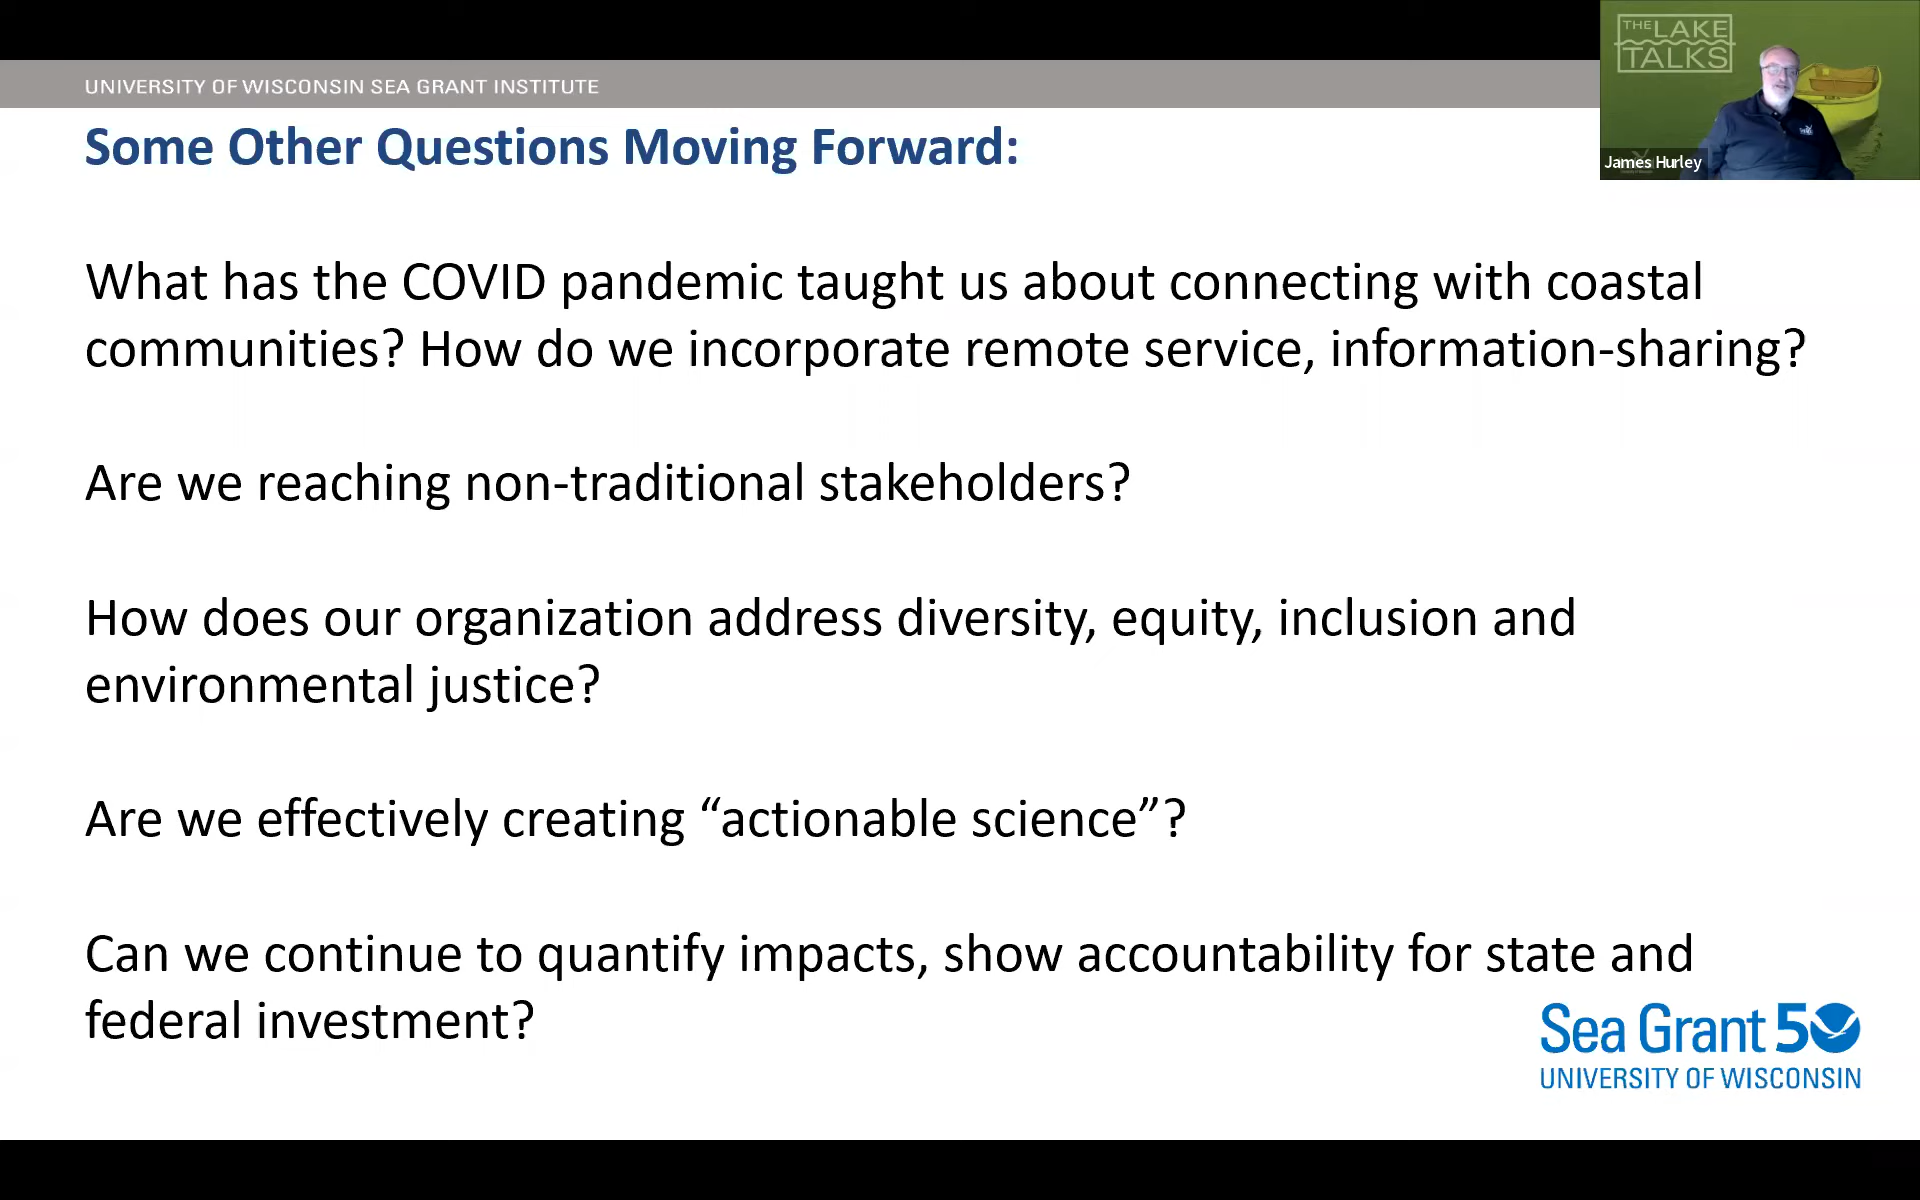 UNIVERSITY OF WISCONSIN SEA GRANT INSTITUTE
THE LAKE
TALKS
James Hurley
Some Other Questions Moving Forward:
What has the COVID pandemic taught us about connecting with coastal
communities? How do we incorporate remote service, information-sharing?
Are we reaching non-traditional stakeholders?
How does our organization address diversity, equity, inclusion and
environmental justice?
Are we effectively creating “actionable science”?
Can we continue to quantify impacts, show accountability for state and
federal investment?
Sea Grant 50
UNIVERSITY OF WISCONSIN